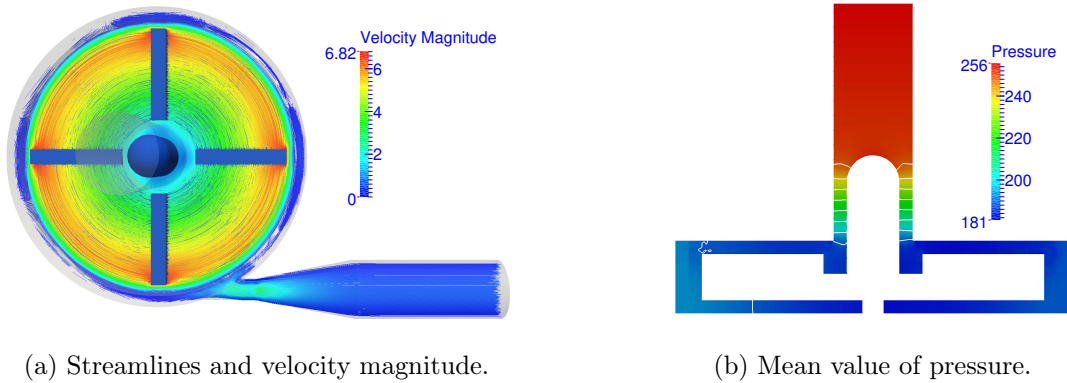 Velocity Magnitude
6.82
6
4
2
0
(a) Streamlines and velocity magnitude.
Pressure
256
240
220
200
181
(b) Mean value of pressure.